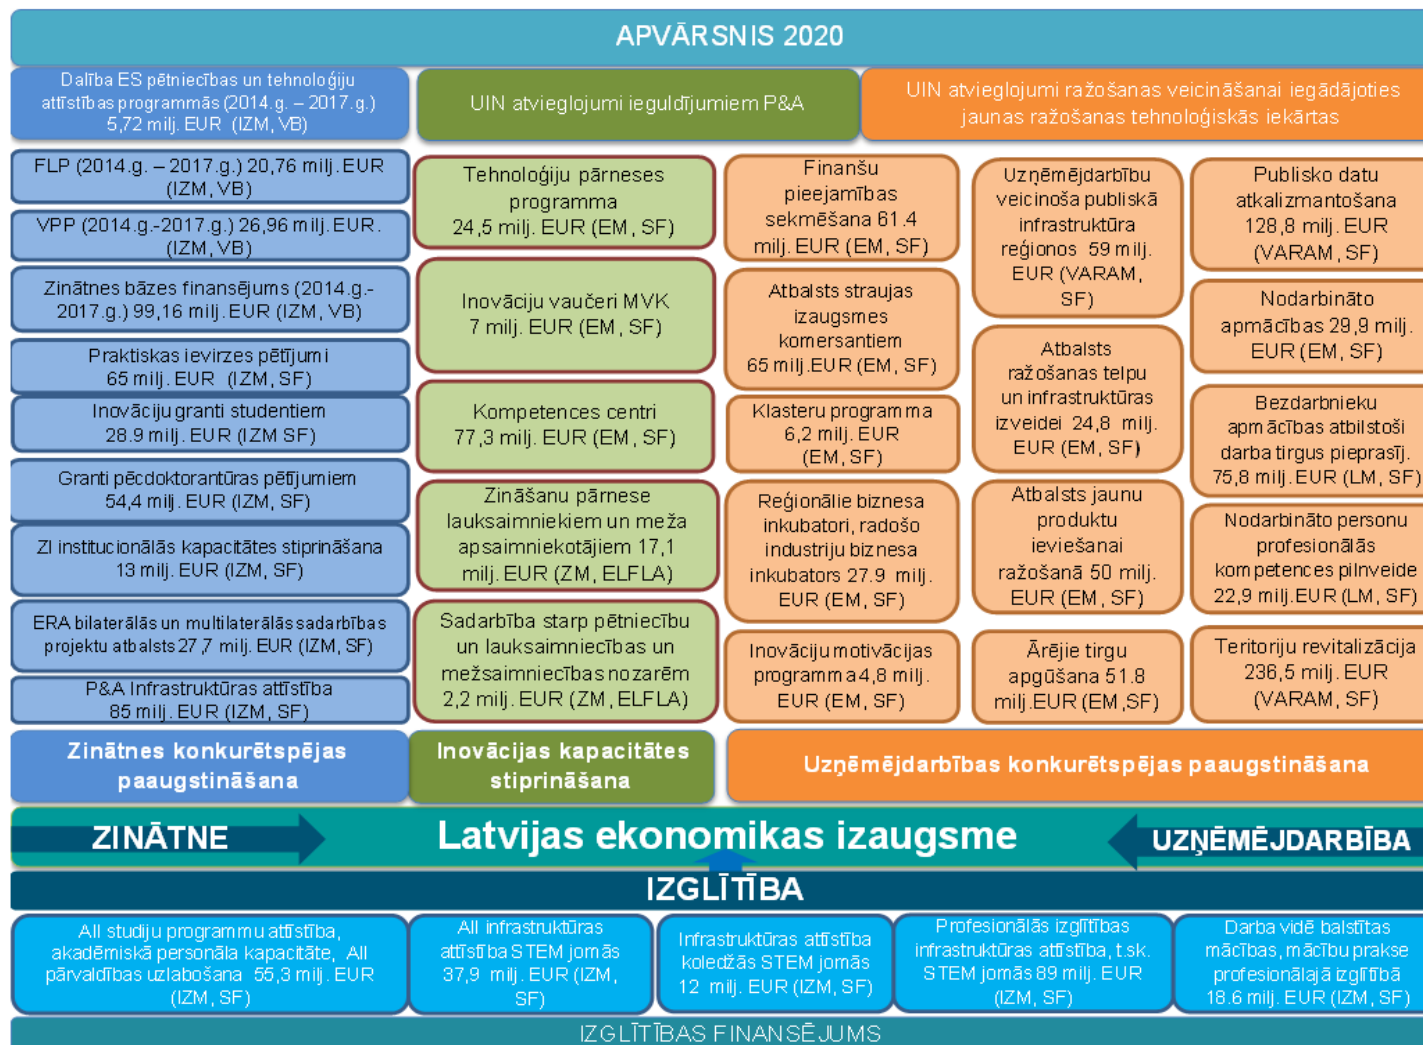 APVĀRSNIS 2020
Dalība ES pētniecības un tehnoloģiju
attīstības programmās (2014.g. – 2017.g.)
5,72 milj. EUR (IZM, VB)
UIN atvieglojumi ieguldījumiem P&A
UIN atvieglojumi ražošanas veicināšanai iegādājoties
jaunas ražošanas tehnoloģiskās iekārtas
FLP (2014.g. – 2017.g.) 20,76 milj. EUR
(IZM, VB)
VPP (2014.g.-2017.g.) 26,96 milj. EUR.
(IZM, VB)
Zinātnes bāzes finansējums (2014.g.-
2017.g.) 99,16 milj. EUR (IZM, VB)
Praktiskas ievirzes pētījumi
65 milj. EUR (IZM, SF)
Inovāciju granti studentiem
28.9 milj. EUR (IZM SF)
Granti pēcdoktorantūras pētījumiem
54,4 milj. EUR (IZM, SF)
ZI institucionālās kapacitātes stiprināšana
13 milj. EUR (IZM, SF)
ERA bilaterālās un multilaterālās sadarbības
projektu atbalsts 27,7 milj. EUR (IZM, SF)
P&A Infrastruktūras attīstība
85 milj. EUR (IZM, SF)
Tehnoloģiju pārneses
programma
24,5 milj. EUR (EM, SF)
Inovāciju vaučeri MVK
7 milj. EUR (EM, SF)
Kompetences centri
77,3 milj. EUR (EM, SF)
Zināšanu pārnese
lauksaimniekiem un meža
apsaimniekotājiem 17,1
milj. EUR (ZM, ELFLA)
Sadarbība starp pētniecību
un lauksaimniecības un
mežsaimniecības nozarēm
2,2 milj. EUR (ZM, ELFLA)
Finanšu
pieejamības
sekmēšana 61.4
milj. EUR (EM, SF)
Atbalsts straujas
izaugsmes
komersantiem
65 milj.EUR (EM, SF)
Klasteru programma
6,2 milj. EUR
(EM, SF)
Reģionālie biznesa
inkubatori, radošo
industriju biznesa
inkubators 27.9 milj.
EUR (EM, SF)
Inovāciju motivācijas
programma 4,8 milj.
EUR (EM, SF)
Uzņēmējdarbību
veicinoša publiskā
infrastruktūra
reģionos 59 milj.
EUR (VARAM,
SF)
Atbalsts
ražošanas telpu
un infrastruktūras
izveidei 24,8 milj.
EUR (EM, SF)
Atbalsts jaunu
produktu
ieviešanai
ražošanā 50 milj.
EUR (EM, SF)
Ārējie tirgu
apgūšana 51.8
milj.EUR (EM,SF)
Publisko datu
atkalizmantošana
128,8 milj. EUR
(VARAM, SF)
Nodarbināto
apmācības 29,9 milj.
EUR (EM, SF)
Bezdarbnieku
apmācības atbilstoši
darba tirgus pieprasīj.
75,8 milj. EUR (LM, SF)
Nodarbināto personu
profesionālās
kompetences pilnveide
22,9 milj.EUR (LM, SF)
Teritoriju revitalizācija
236,5 milj. EUR
(VARAM, SF)
Zinātnes konkurētspējas
paaugstināšana
Inovācijas kapacitātes
stiprināšana
Uzņēmējdarbības konkurētspējas paaugstināšana
ZINĀTNE
Latvijas ekonomikas izaugsme
UZŅĒMĒJDARBĪBA
IZGLĪTĪBA
AII studiju programmu attīstība,
akadēmiskā personāla kapacitāte, AII
pārvaldības uzlabošana 55,3 milj. EUR
(IZM, SF)
AII infrastruktūras
attīstība STEM jomās
37,9 milj. EUR (IZM,
SF)
Infrastruktūras attīstība
koledžās STEM jomās
12 milj. EUR (IZM, SF)
Profesionālās izglītības
infrastruktūras attīstība, t.sk.
STEM jomās 89 milj. EUR
(IZM, SF)
Darba vidē balstītas
mācības, mācību prakse
profesionālajā izglītībā
18.6 milj. EUR (IZM, SF)
IZGLĪTĪBAS FINANSĒJUMS